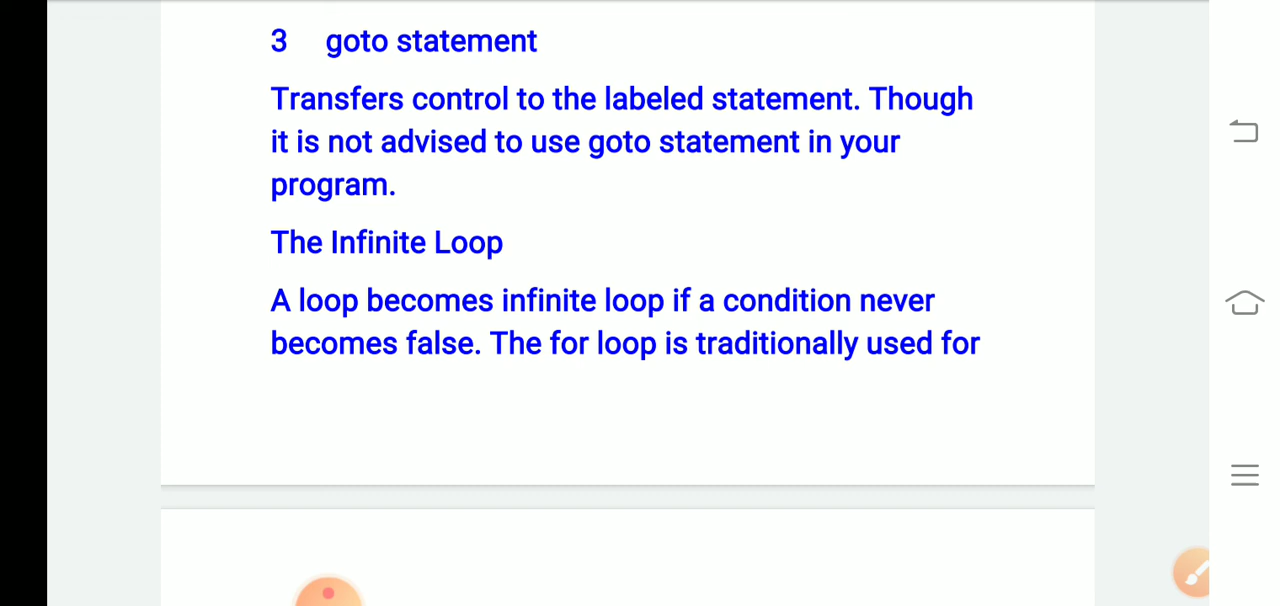 3 goto statement
Transfers control to the labeled statement. Though
it is not advised to use goto statement in your
program.
The Infinite Loop
A loop becomes infinite loop if a condition never
becomes false. The for loop is traditionally used for